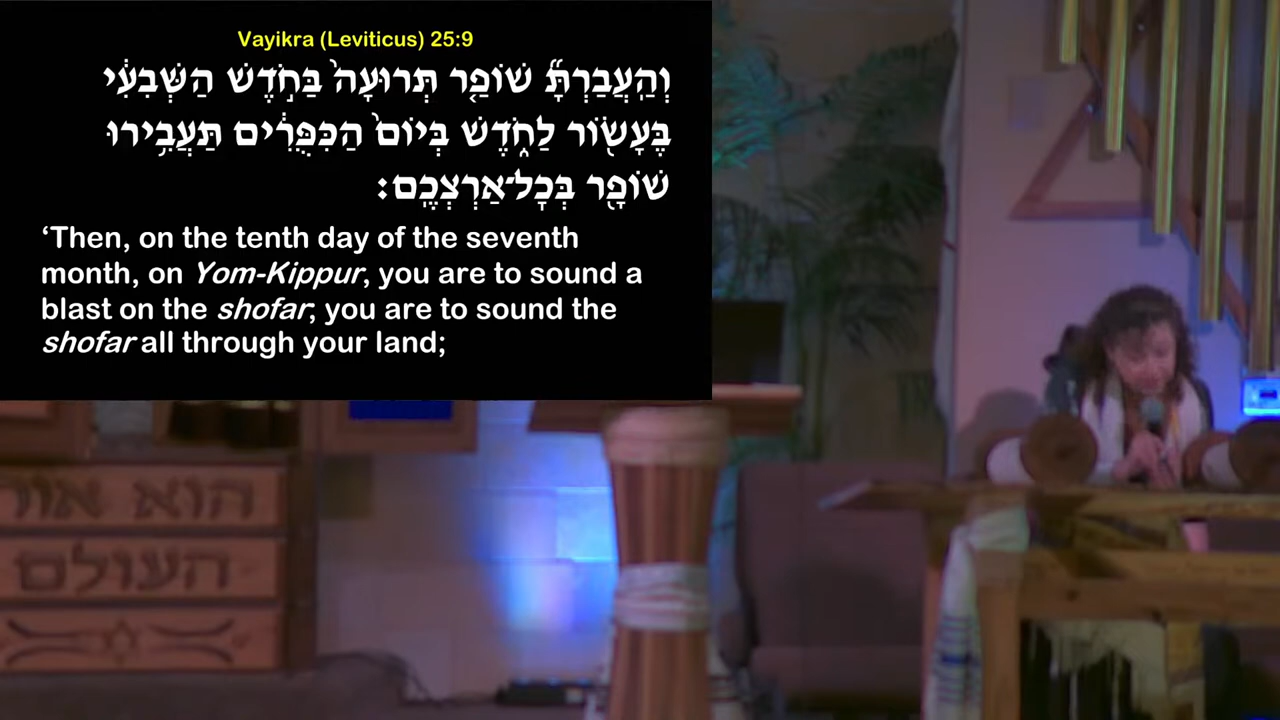 Vayikra (Leviticus) 25:9
וְהַֽעֲבַרְתָּ֞ שׁוֹפַ֤ר תְּרוּעָה֙ בַּחֹ֣דֶשׁ הַשְּׁבִעִ֔י
בֶּעָשׂ֖וֹר לַחֹ֑דֶשׁ בְּיוֹם֙ הַכִּפֻּרִ֔ים תַּעֲבִ֥ירוּ
שׁוֹפָ֖ר בְּכָל־אַרְצְכֶֽם׃
‘Then, on the tenth day of the seventh
month, on Yom-Kippur, you are to sound a
blast on the shofar; you are to sound the
shofar all through your land;
הוא אור
העולם